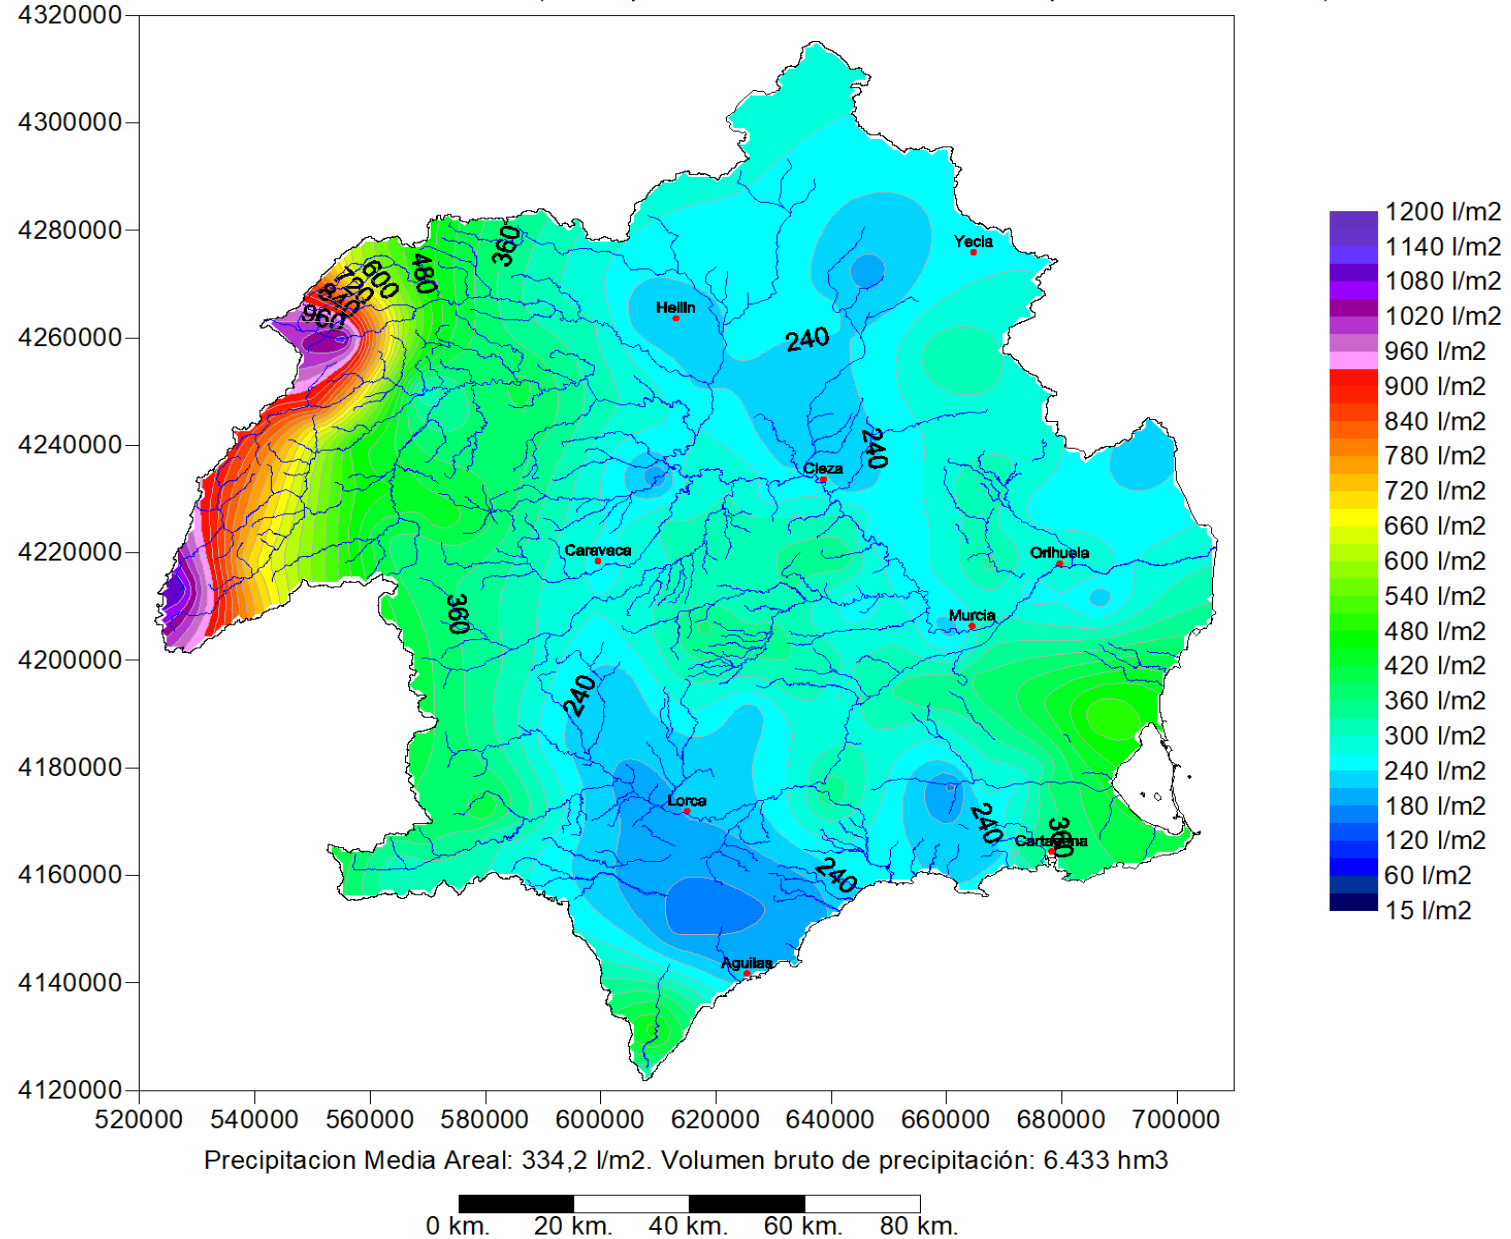 4320000
4300000
4280000
4260000
4240000
4220000
4200000
4180000
4160000
4140000
4120000
520000 540000 560000 580000 600000 620000 640000 660000 680000 700000
360
480
600
720
840
960
Yecla
Hellin
240
240
Cieza
Caravaca
Orihuela
360
Murcia
240
Lorca
240
360
Cartagena
240
Aguilas
1200 l/m2
1140 l/m2
1080 l/m2
1020 l/m2
960 l/m2
900 l/m2
840 l/m2
780 l/m2
720 l/m2
660 l/m2
600 l/m2
540 l/m2
480 l/m2
420 l/m2
360 l/m2
300 l/m2
240 l/m2
180 l/m2
120 l/m2
60 l/m2
15 l/m2
Precipitacion Media Areal: 334,2 l/m2. Volumen bruto de precipitación: 6.433 hm3
0 km. 20 km. 40 km. 60 km. 80 km.